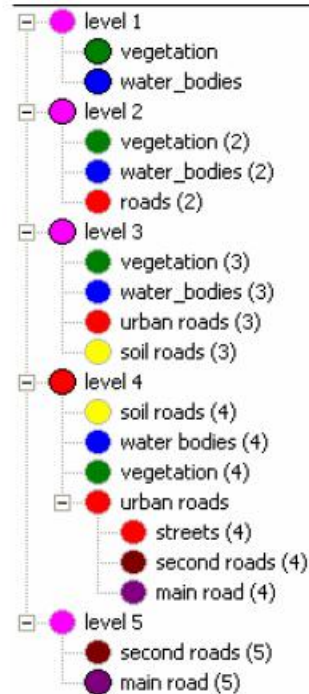 level 1
vegetation
water_bodies
level 2
vegetation (2)
water_bodies (2)
roads (2)
level 3
vegetation (3)
water_bodies (3)
urban roads (3)
soil roads (3)
level 4
soil roads (4)
water bodies (4)
vegetation (4)
urban roads
streets (4)
second roads (4)
main road (4)
level 5
second roads (5)
main road (5)